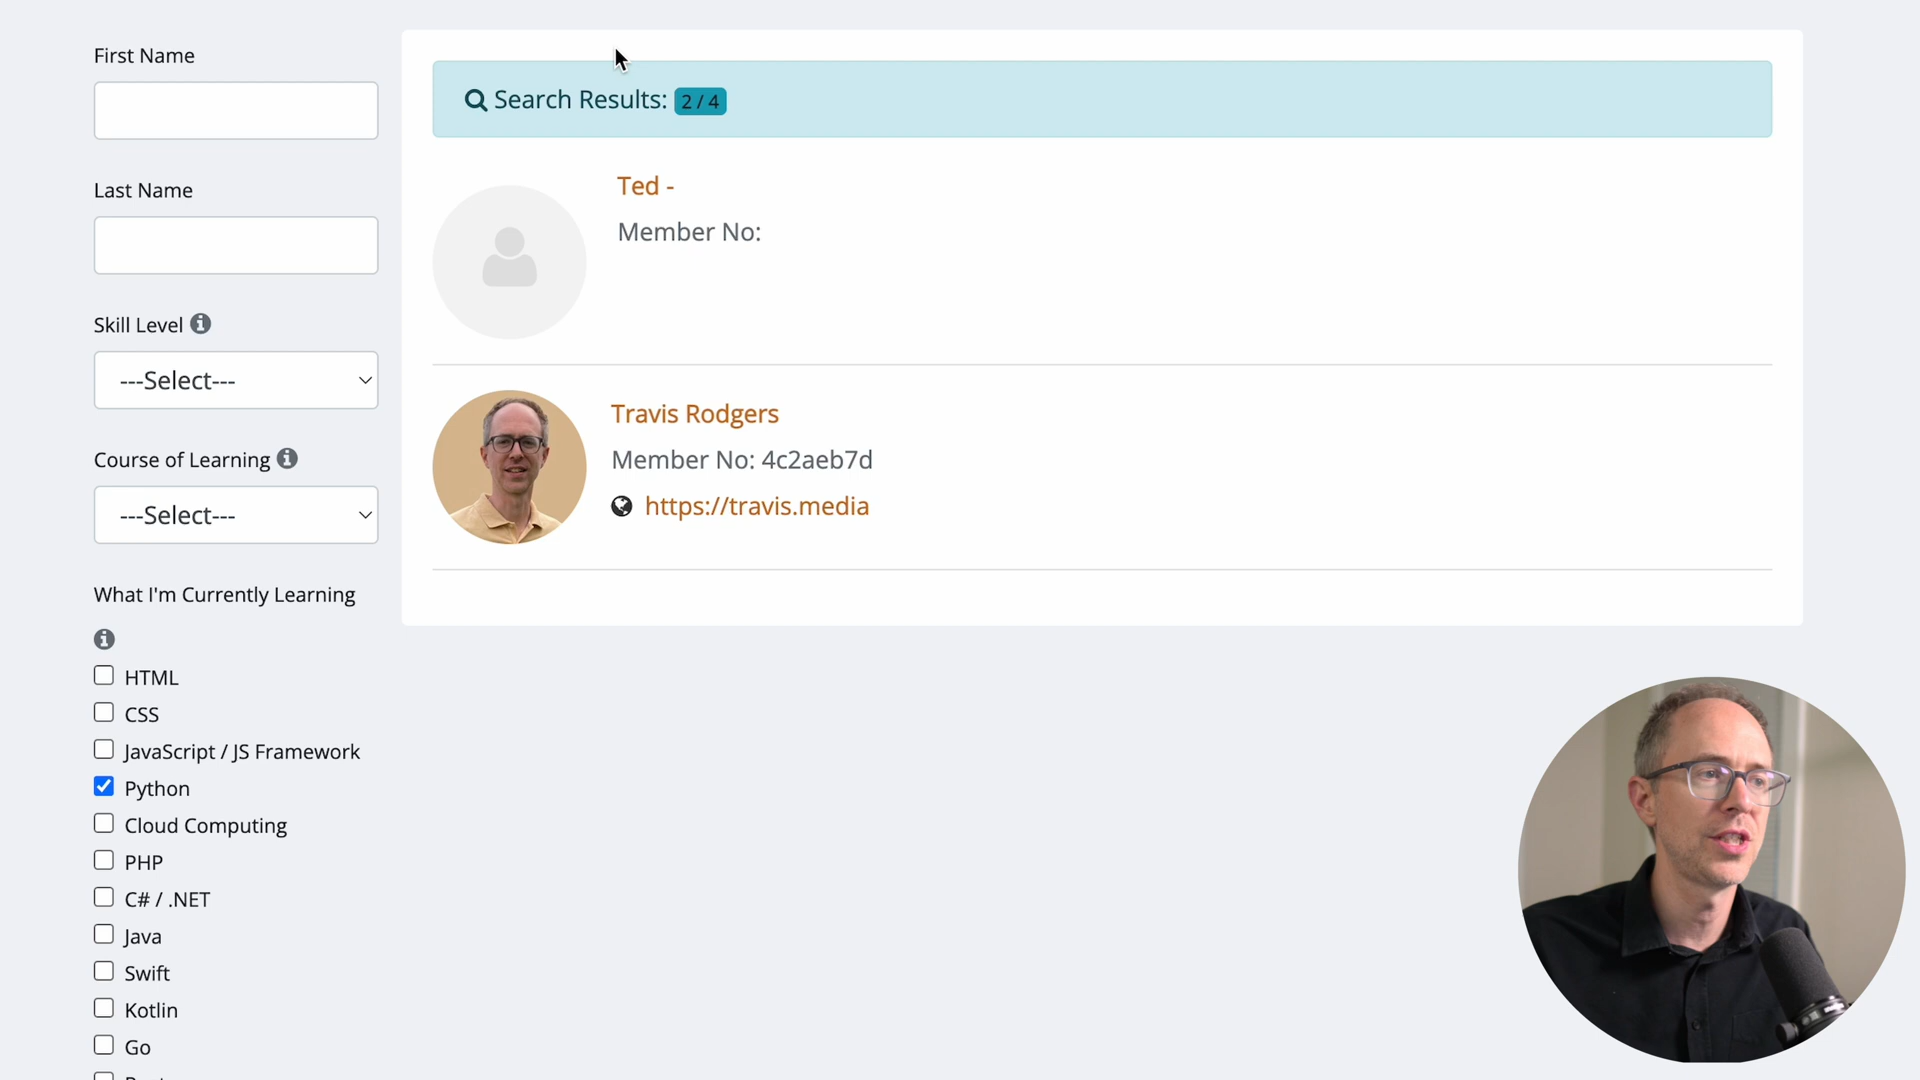 First Name
Last Name
Skill Level
---Select---
Course of Learning
---Select---
What I'm Currently Learning
HTML
CSS
JavaScript / JS Framework
Python
Cloud Computing
PHP
C# / .NET
Java
Swift
Kotlin
Go
Search Results: 2 / 4
Ted -
Member No:
Travis Rodgers
Member No: 4c2aeb7d
https://travis.media